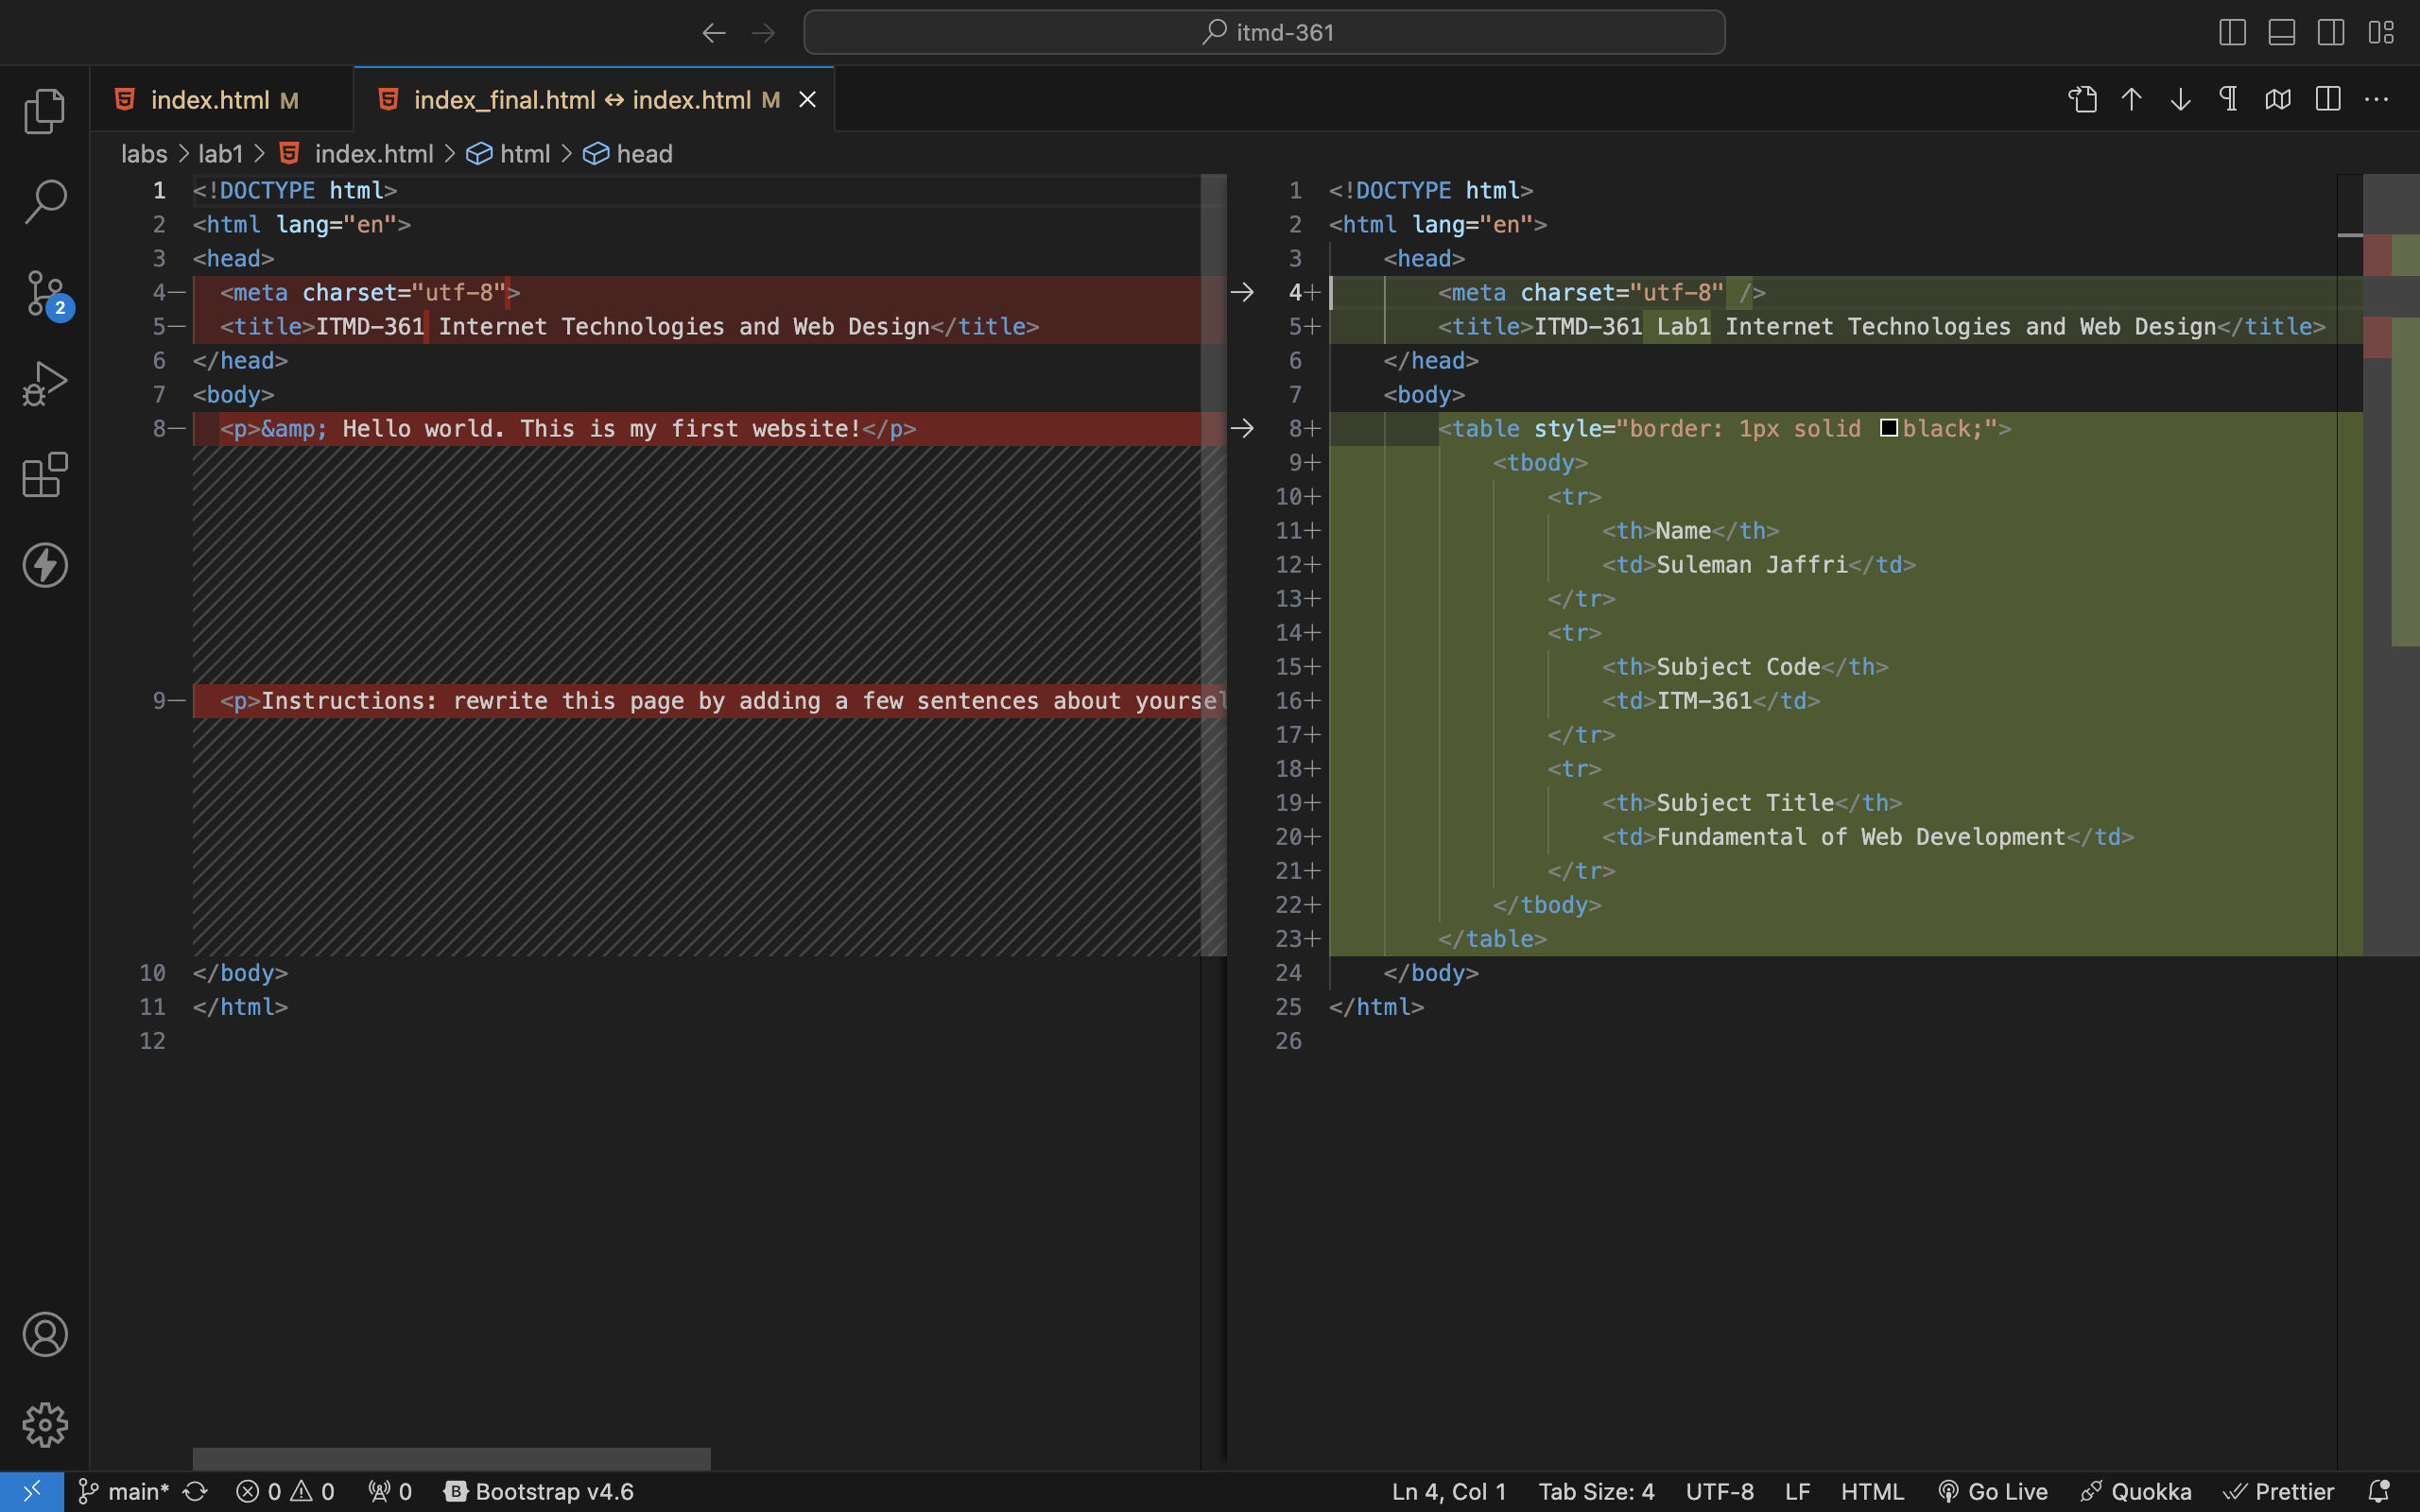 itmd-361
index.html M
index_final.html ↔ index.html M
labs > lab1 > index.html > html > head
1 <!DOCTYPE html>
2 <html lang="en">
3 <head>
4— <meta charset="utf-8">
5— <title>ITMD-361 Internet Technologies and Web Design</title>
6 </head>
7 <body>
8— <p>&amp; Hello world. This is my first website!</p>
9— <p>Instructions: rewrite this page by adding a few sentences about yoursel
10 </body>
11 </html>
12
1 <!DOCTYPE html>
2 <html lang="en">
3 <head>
4+ <meta charset="utf-8" />
5+ <title>ITMD-361 Lab1 Internet Technologies and Web Design</title>
6 </head>
7 <body>
8+ <table style="border: 1px solid black;">
9+ <tbody>
10+ <tr>
11+ <th>Name</th>
12+ <td>Suleman Jaffri</td>
13+ </tr>
14+ <tr>
15+ <th>Subject Code</th>
16+ <td>ITM-361</td>
17+ </tr>
18+ <tr>
19+ <th>Subject Title</th>
20+ <td>Fundamental of Web Development</td>
21+ </tr>
22+ </tbody>
23+ </table>
24 </body>
25 </html>
26
2
main* 0 0 0 B Bootstrap v4.6 Ln 4, Col 1 Tab Size: 4 UTF-8 LF HTML Go Live Quokka Prettier